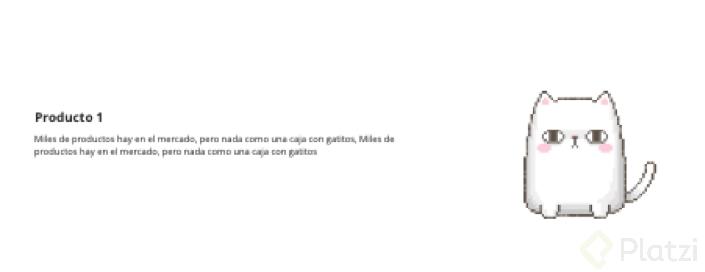 Producto 1
Miles de productos hay en el mercado, pero nada como una caja con gatitos, Miles de
productos hay en el mercado, pero nada como una caja con gatitos
Platzi